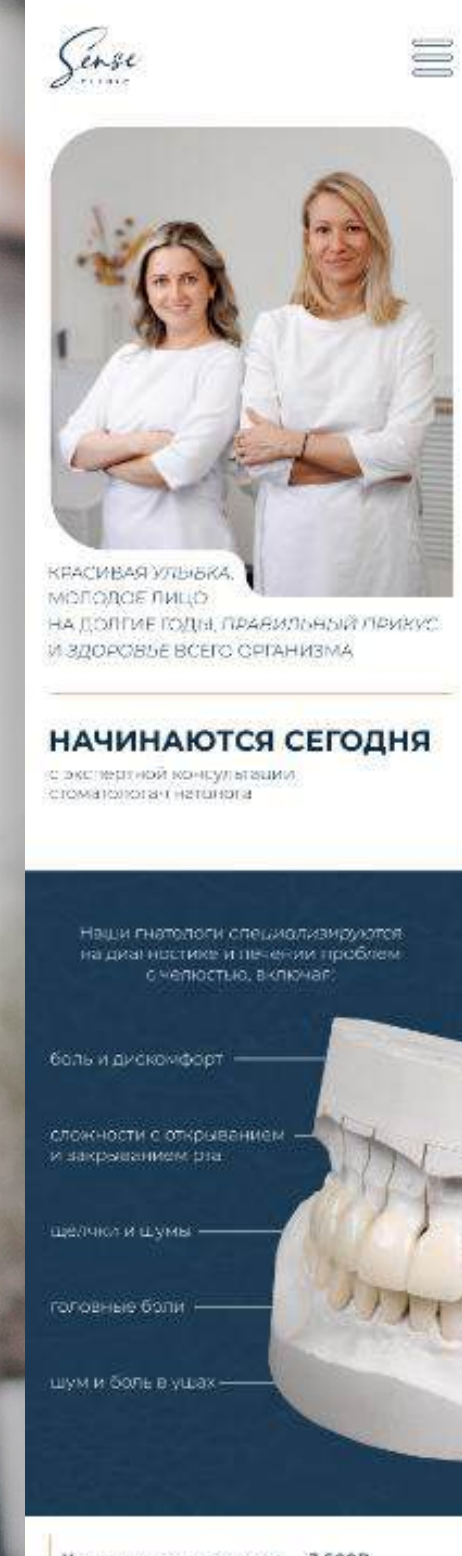 Sense
CLINIC
КРАСИВАЯ УЛЫБКА,
МОЛОДОЕ ЛИЦО
НА ДОЛГИЕ ГОДЫ, ПРАВИЛЬНЫЙ ПРИКУС
И ЗДОРОВЬЕ ВСЕГО ОРГАНИЗМА
НАЧИНАЮТСЯ СЕГОДНЯ
с экспертной консультации
стоматолога-гнатолога
Наши гнатологи специализируются
на диагностике и лечении проблем
с челюстью, включая:
боль и дискомфорт
сложности с открыванием
и закрыванием рта
щелчки и шумы
головные боли
шум и боль в ушах